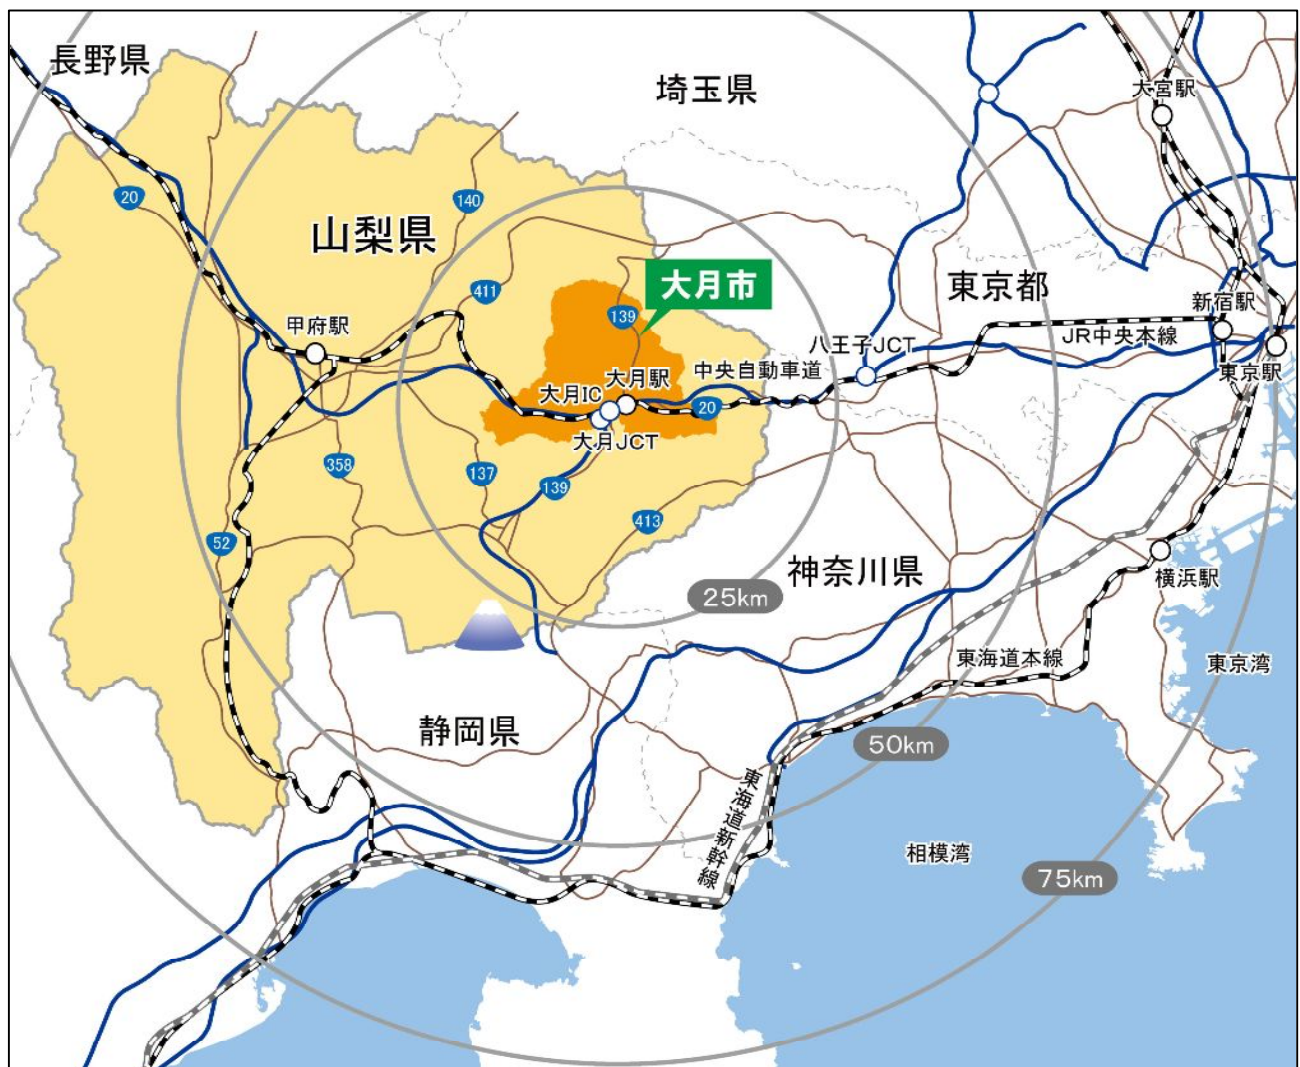 長野県
埼玉県
大宮駅
20
140
山梨県
411
大月市
139
東京都
新宿駅
甲府駅
八王子JCT
JR中央本線
中央自動車道
東京駅
大月IC
大月駅
20
大月JCT
358
137
139
413
52
神奈川県
横浜駅
25km
東海道本線
東京湾
静岡県
50km
東海道新幹線
相模湾
75km